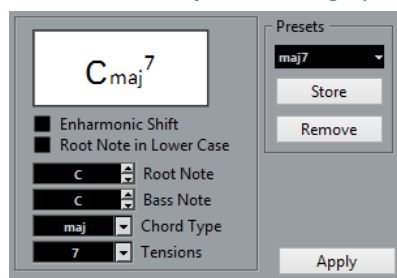 Cmaj7
Enharmonic Shift
Root Note in Lower Case
C Root Note
C Bass Note
maj Chord Type
7 Tensions
Presets
maj7
Store
Remove
Apply